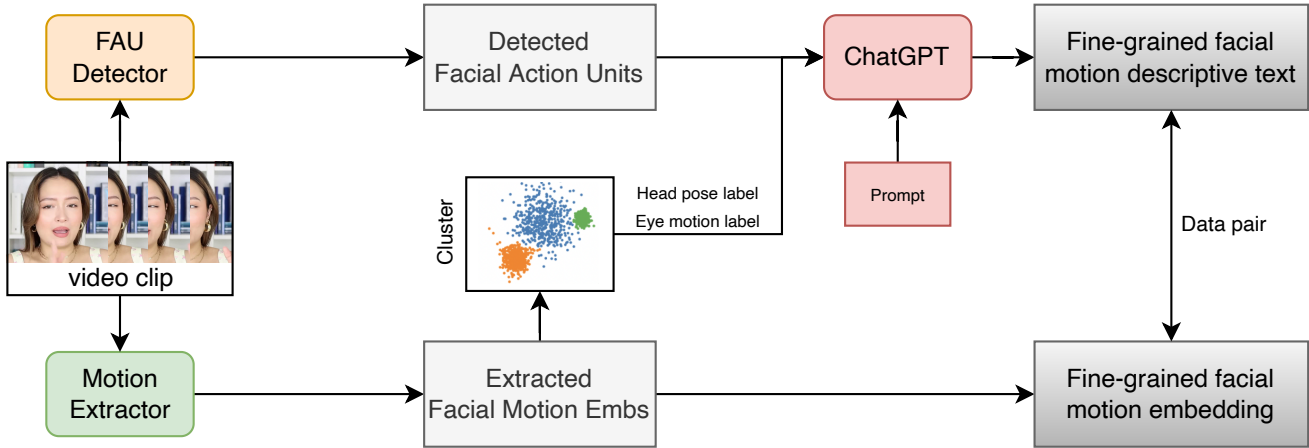 FAU
Detector
Detected
Facial Action Units
ChatGPT
Fine-grained facial
motion descriptive text
video clip
Cluster
Head pose label
Eye motion label
Prompt
Data pair
Motion
Extractor
Extracted
Facial Motion Embs
Fine-grained facial
motion embedding